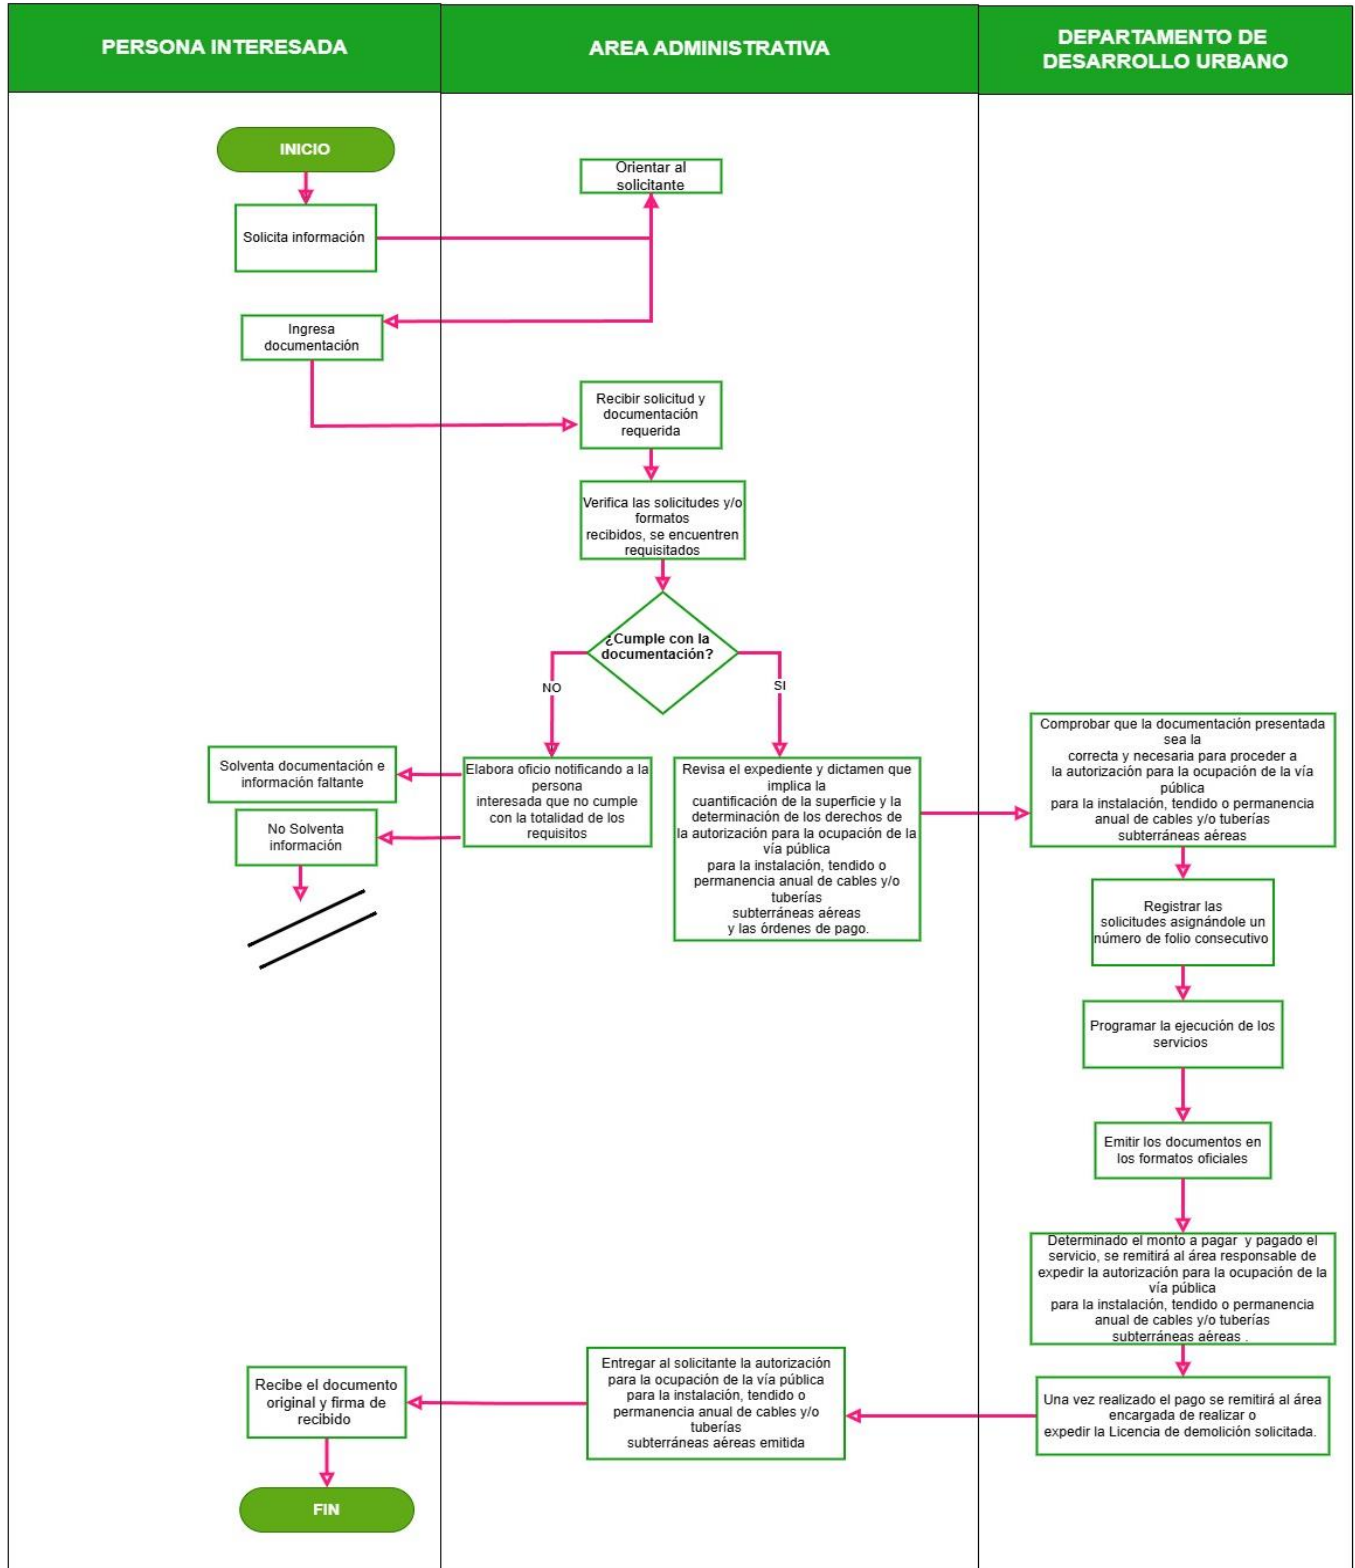 PERSONA INTERESADA
AREA ADMINISTRATIVA
DEPARTAMENTO DE
DESARROLLO URBANO
INICIO
Orientar al
solicitante
Solicita información
Ingresa
documentación
Recibir solicitud y
documentación
requerida
Verifica las solicitudes y/o
formatos
recibidos, se encuentren
requisitados
¿Cumple con la
documentación?
NO
SI
Solventa documentación e
información faltante
No Solventa
información
Elabora oficio notificando a la
persona
interesada que no cumple
con la totalidad de los
requisitos
Revisa el expediente y dictamen que
implica la
cuantificación de la superficie y la
determinación de los derechos de
la autorización para la ocupación de la
vía pública
para la instalación, tendido o
permanencia anual de cables y/o
tuberías
subterráneas aéreas
y las órdenes de pago.
Comprobar que la documentación presentada
sea la
correcta y necesaria para proceder a
la autorización para la ocupación de la vía
pública
para la instalación, tendido o permanencia
anual de cables y/o tuberías
subterráneas aéreas
Registrar las
solicitudes asignándole un
número de folio consecutivo
Programar la ejecución de los
servicios
Emitir los documentos en
los formatos oficiales
Determinado el monto a pagar y pagado el
servicio, se remitirá al área responsable de
expedir la autorización para la ocupación de la
vía pública
para la instalación, tendido o permanencia
anual de cables y/o tuberías
subterráneas aéreas .
Una vez realizado el pago se remitirá al área
encargada de realizar o
expedir la Licencia de demolición solicitada.
Entregar al solicitante la autorización
para la ocupación de la vía pública
para la instalación, tendido o
permanencia anual de cables y/o
tuberías
subterráneas aéreas emitida
Recibe el documento
original y firma de
recibido
FIN